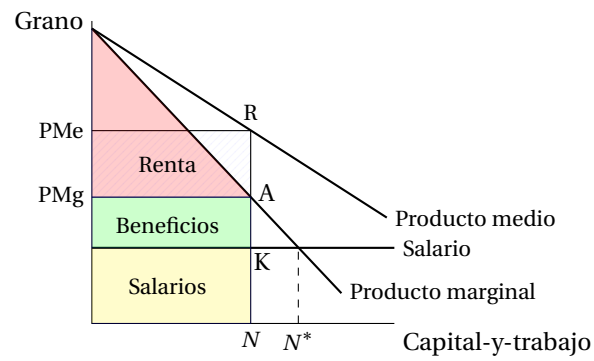 Grano
R
PMe
Renta
PMg
A
Producto medio
Beneficios
Salario
K
Salarios
Producto marginal
N
N*
Capital-y-trabajo